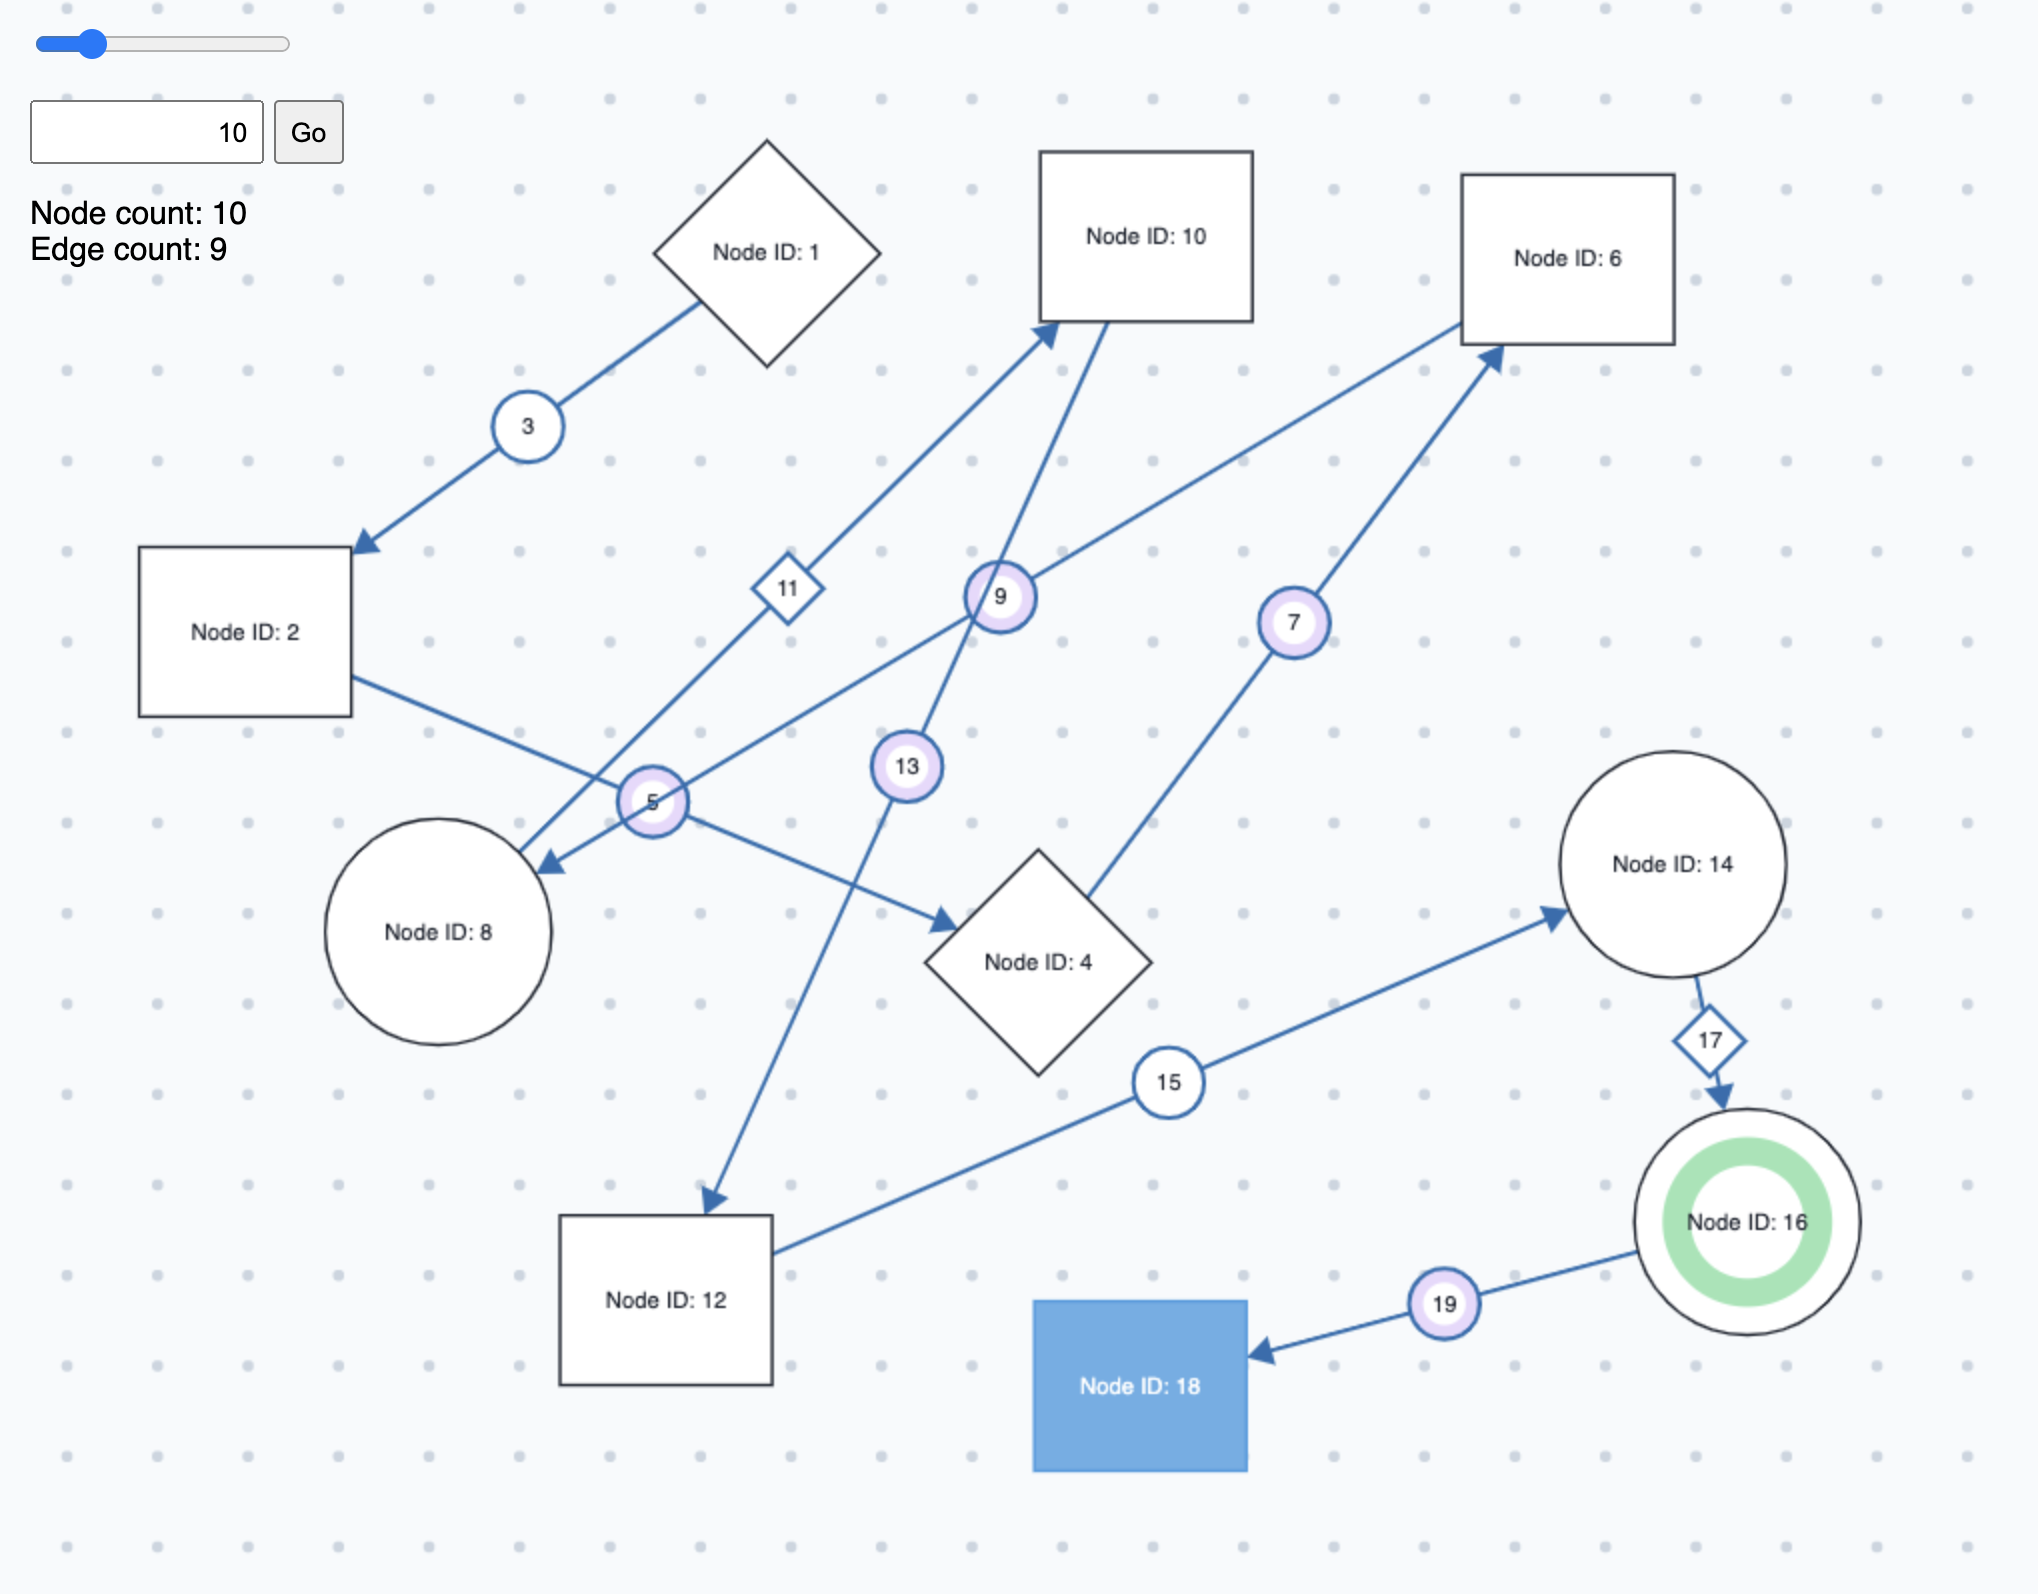 10
Go
Node count: 10
Edge count: 9
Node ID: 1
Node ID: 10
Node ID: 6
3
11
9
7
Node ID: 2
13
5
Node ID: 14
Node ID: 8
Node ID: 4
17
15
Node ID: 16
Node ID: 12
19
Node ID: 18